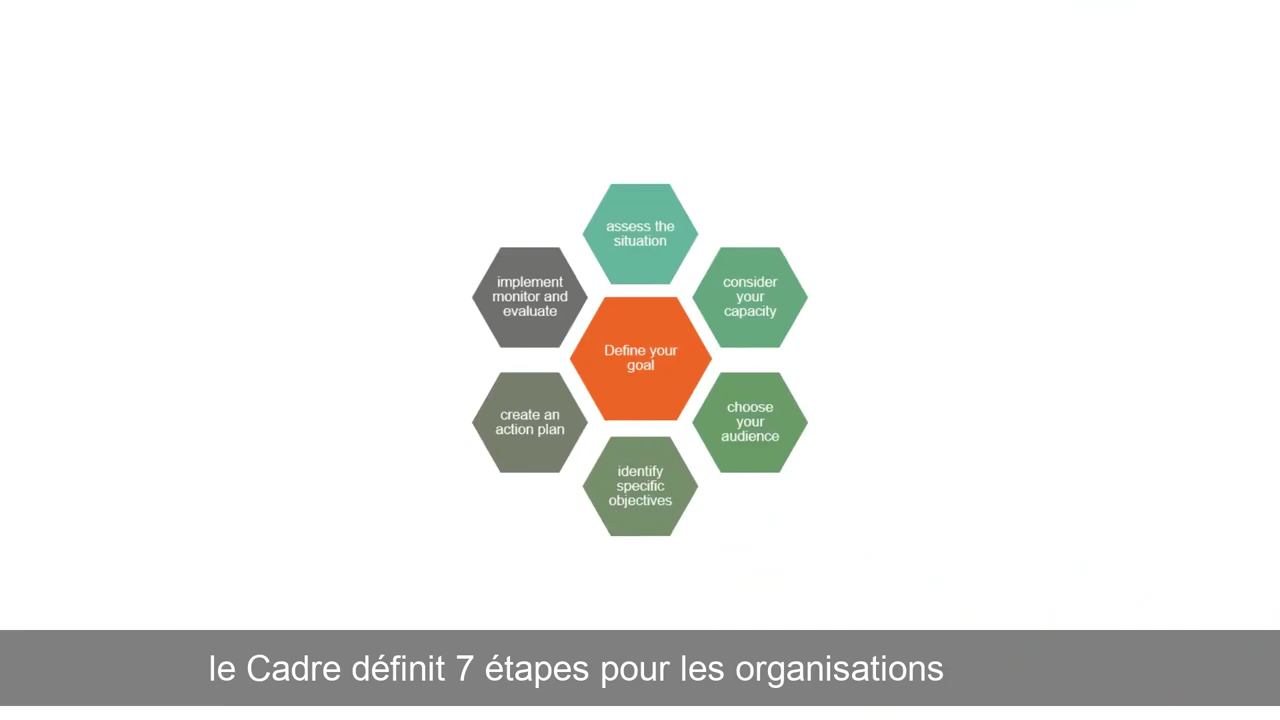 assess the
situation
consider
your
capacity
choose
your
audience
identify
specific
objectives
create an
action plan
implement
monitor and
evaluate
Define your
goal
le Cadre définit 7 étapes pour les organisations